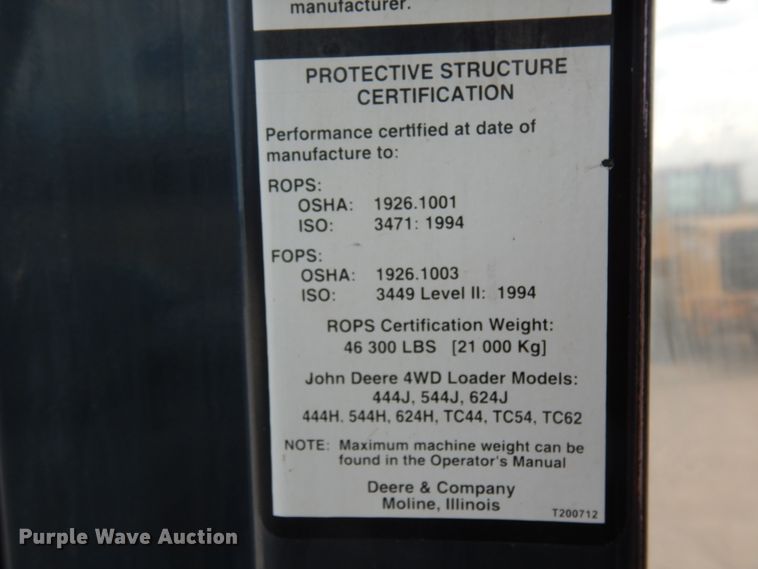 manufacturer.
PROTECTIVE STRUCTURE
CERTIFICATION
Performance certified at date of
manufacture to:
ROPS:
OSHA: 1926.1001
ISO: 3471: 1994
FOPS:
OSHA: 1926.1003
ISO: 3449 Level II: 1994
ROPS Certification Weight:
46 300 LBS [21 000 Kg]
John Deere 4WD Loader Models:
444J, 544J, 624J
444H. 544H, 624H, TC44, TC54, TC62
NOTE: Maximum machine weight can be
found in the Operator's Manual
Deere & Company
Moline, Illinois
T200712
Purple Wave Auction